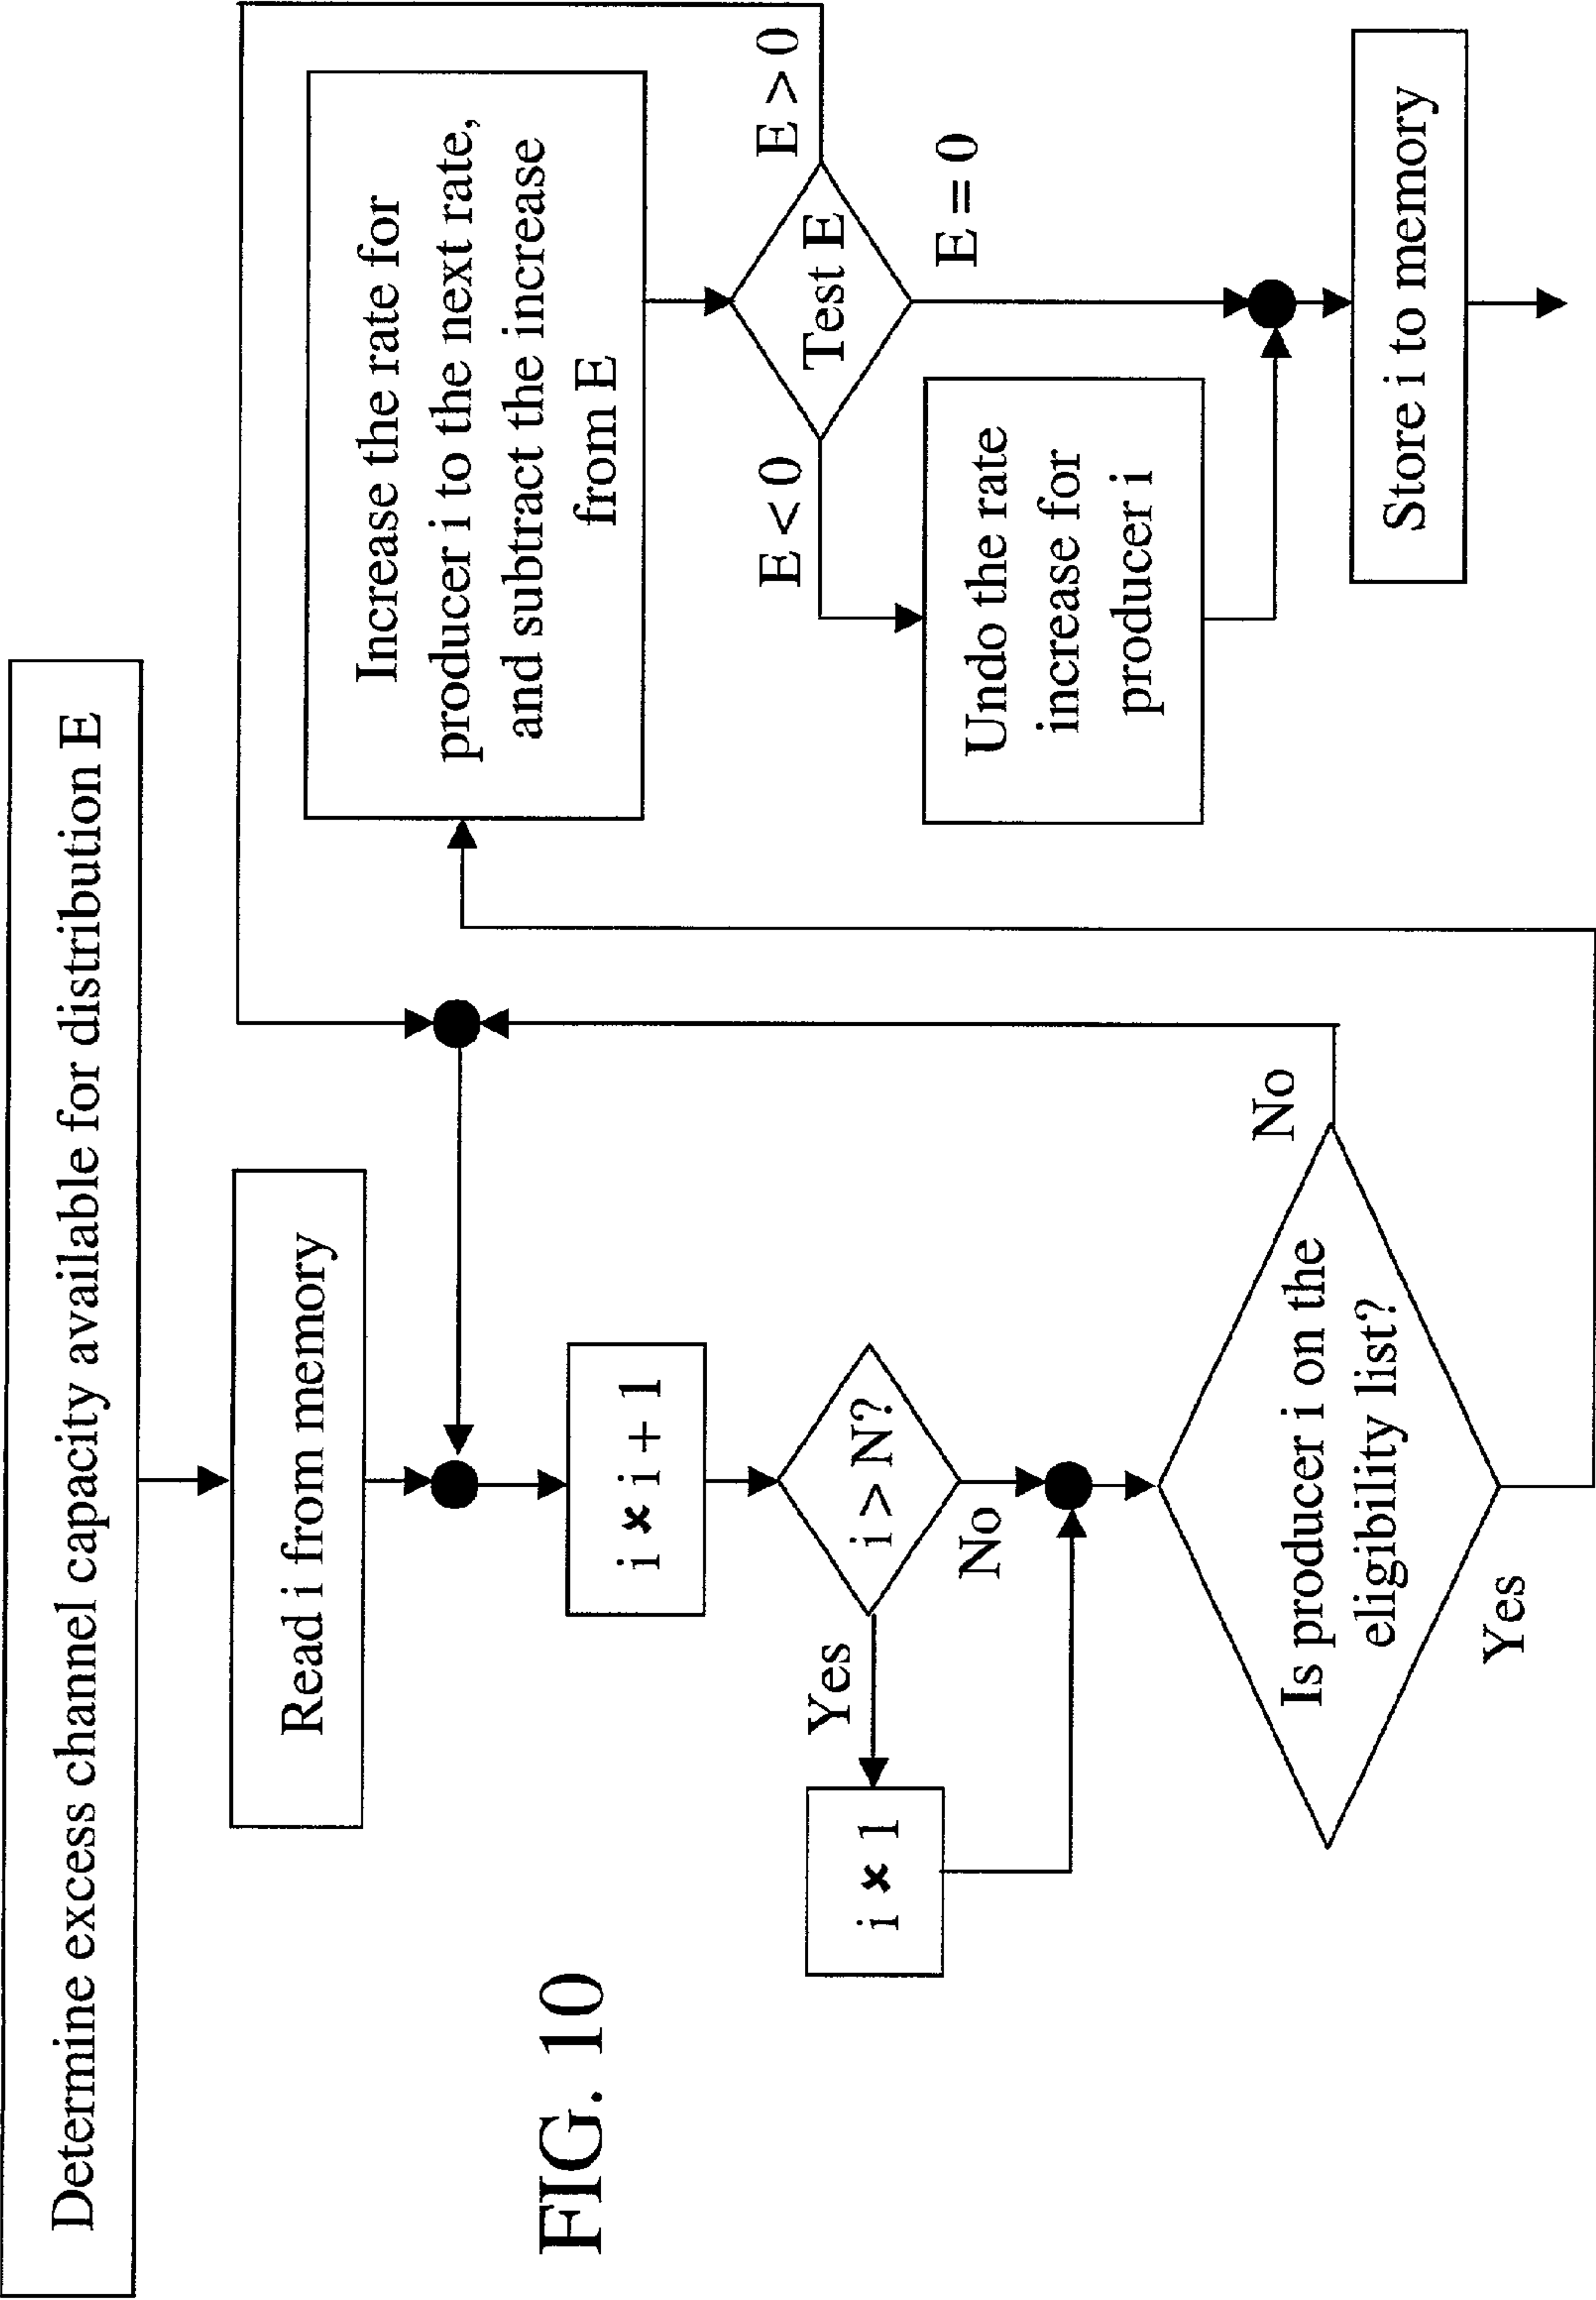 Determine excess channel capacity available for distribution E
Read i from memory
i × i + 1
i > N?
Yes
No
i × 1
Is producer i on the
eligibility list?
No
Yes
Increase the rate for
producer i to the next rate,
and subtract the increase
from E
Test E
E > 0
E < 0
E = 0
Undo the rate
increase for
producer i
Store i to memory
FIG. 10